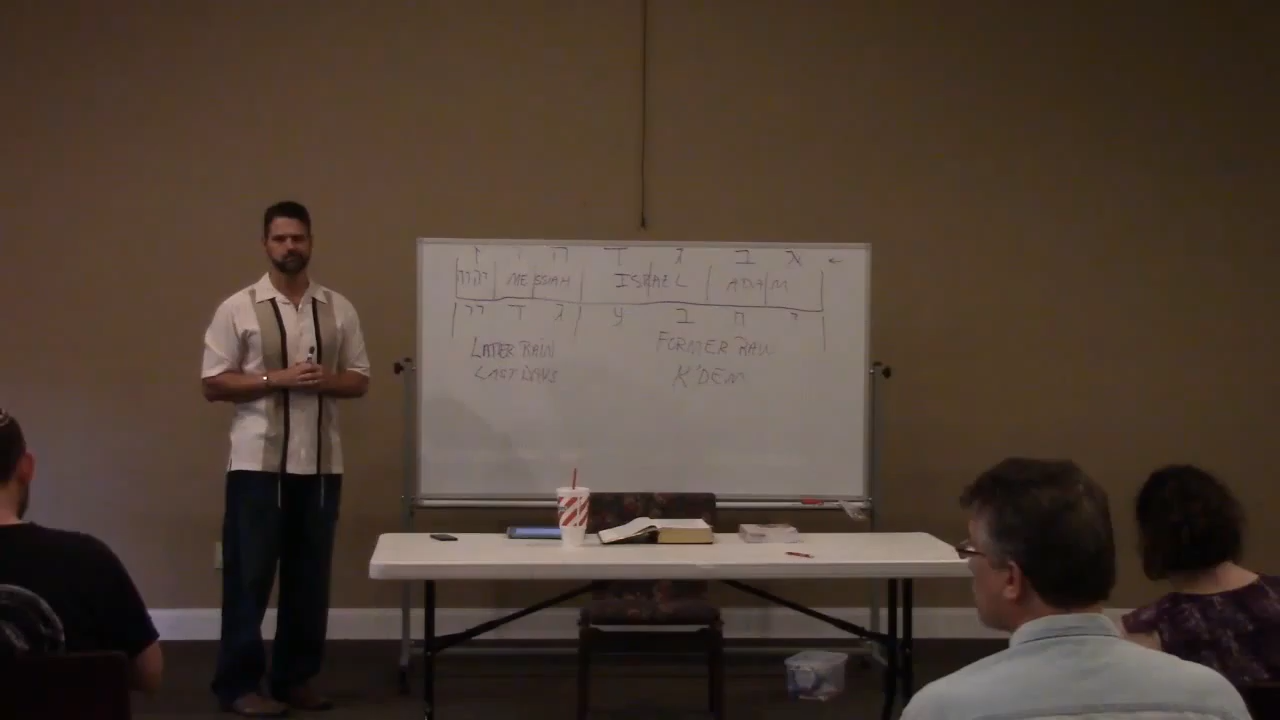 ← א ב ג ד ה ו ז
יהוה MESSIAH ISRAEL ADAM
י ח ב ע ג ד
LATER RAIN FORMER RAIN
LAST DAYS K'DEM